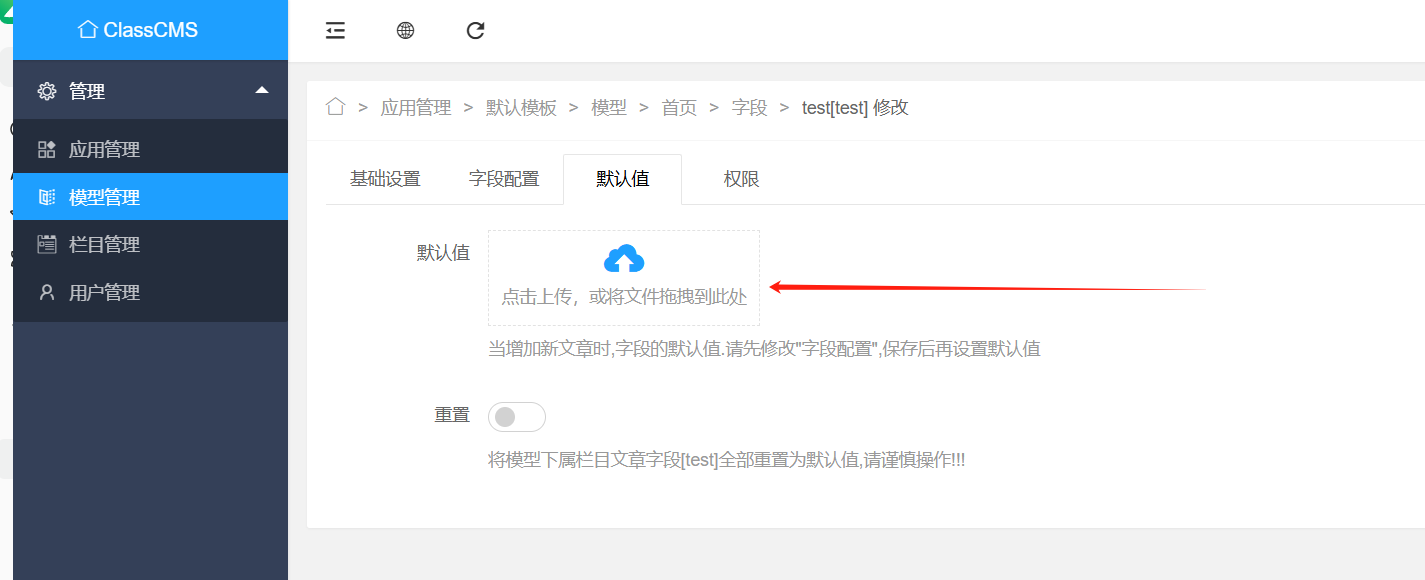 ClassCMS
管理
应用管理
模型管理
栏目管理
用户管理
> 应用管理 > 默认模板 > 模型 > 首页 > 字段 > test[test] 修改
基础设置 字段配置 默认值 权限
默认值
点击上传，或将文件拖拽到此处
当增加新文章时,字段的默认值.请先修改"字段配置",保存后再设置默认值
重置
将模型下属栏目文章字段[test]全部重置为默认值,请谨慎操作!!!